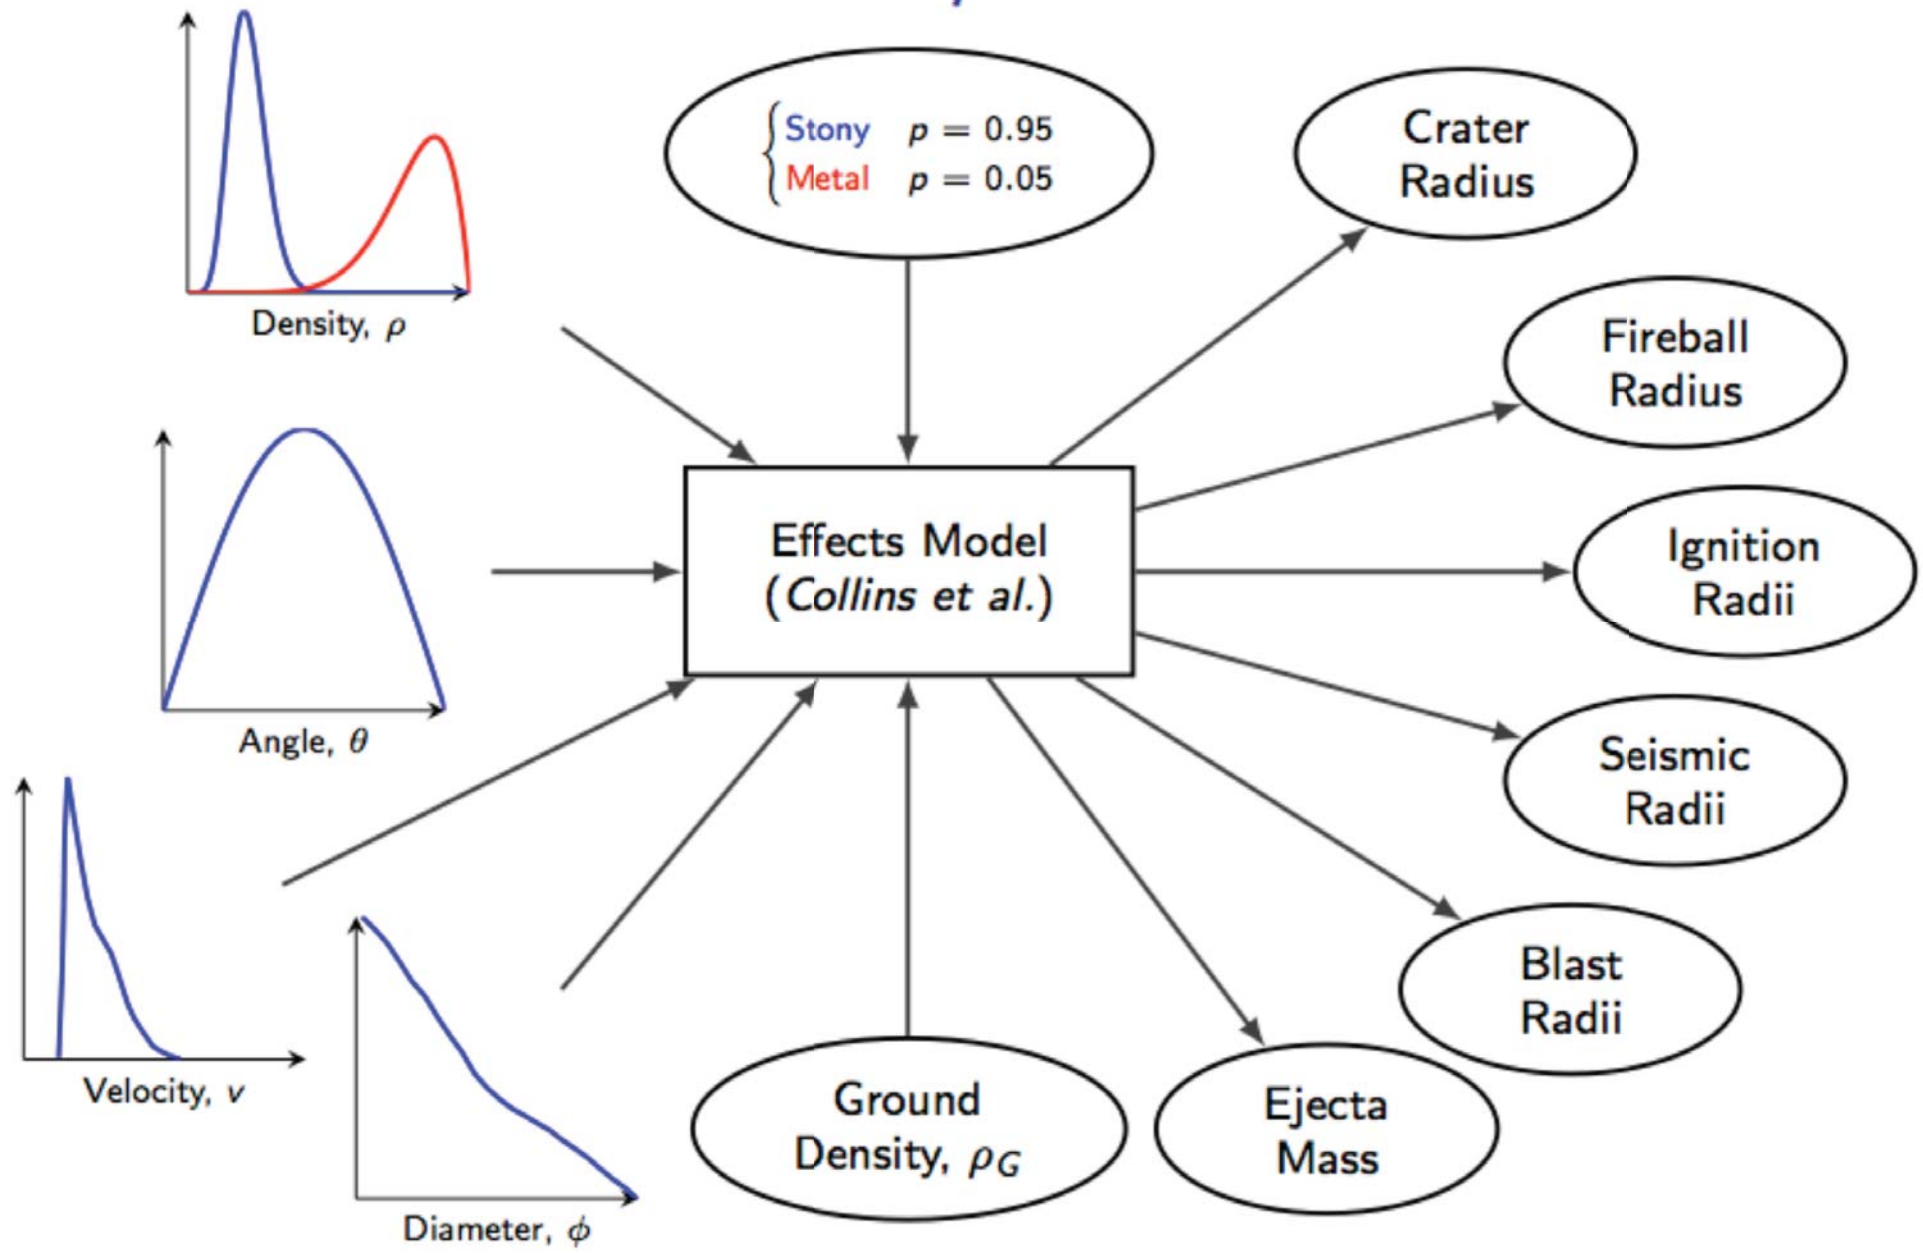 Stony p = 0.95
Metal p = 0.05
Crater
Radius
Density, ρ
Fireball
Radius
Effects Model
(Collins et al.)
Ignition
Radii
Angle, θ
Seismic
Radii
Velocity, v
Blast
Radii
Ground
Density, ρG
Ejecta
Mass
Diameter, ϕ